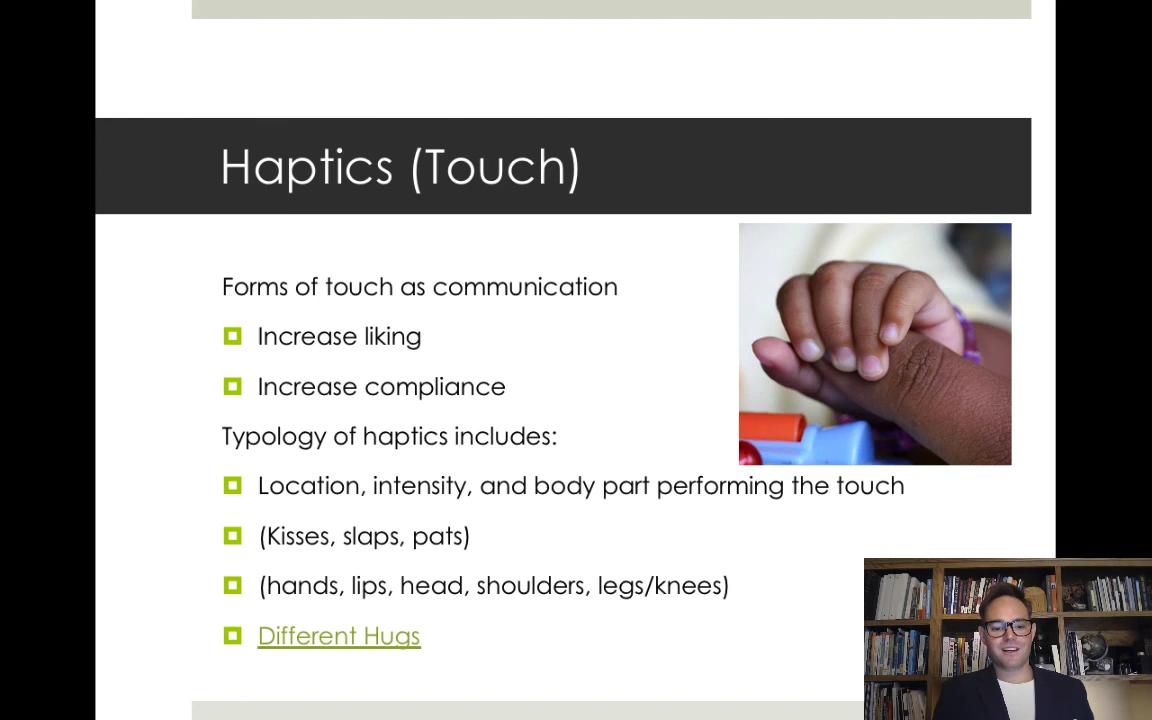 Haptics (Touch)
Forms of touch as communication
Increase liking
Increase compliance
Typology of haptics includes:
Location, intensity, and body part performing the touch
(Kisses, slaps, pats)
(hands, lips, head, shoulders, legs/knees)
Different Hugs